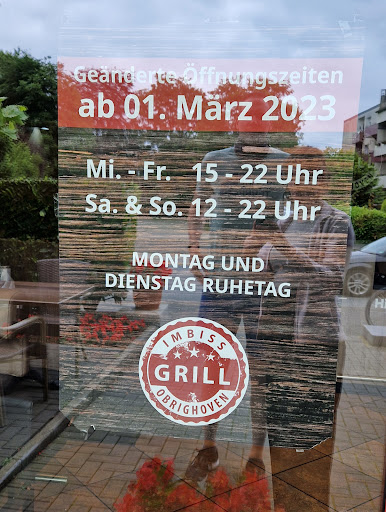 Geänderte Öffnungszeiten
ab 01. März 2023
Mi. - Fr. 15 - 22 Uhr
Sa. & So. 12 - 22 Uhr
MONTAG UND
DIENSTAG RUHETAG
IMBISS
GRILL
OBRIGHOVEN